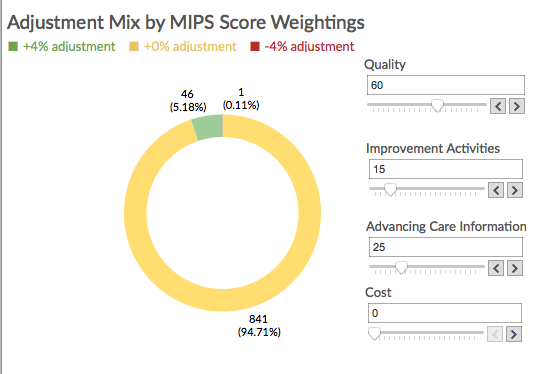 Adjustment Mix by MIPS Score Weightings
+4% adjustment +0% adjustment -4% adjustment
46
(5.18%)
1
(0.11%)
841
(94.71%)
Quality
60
Improvement Activities
15
Advancing Care Information
25
Cost
0